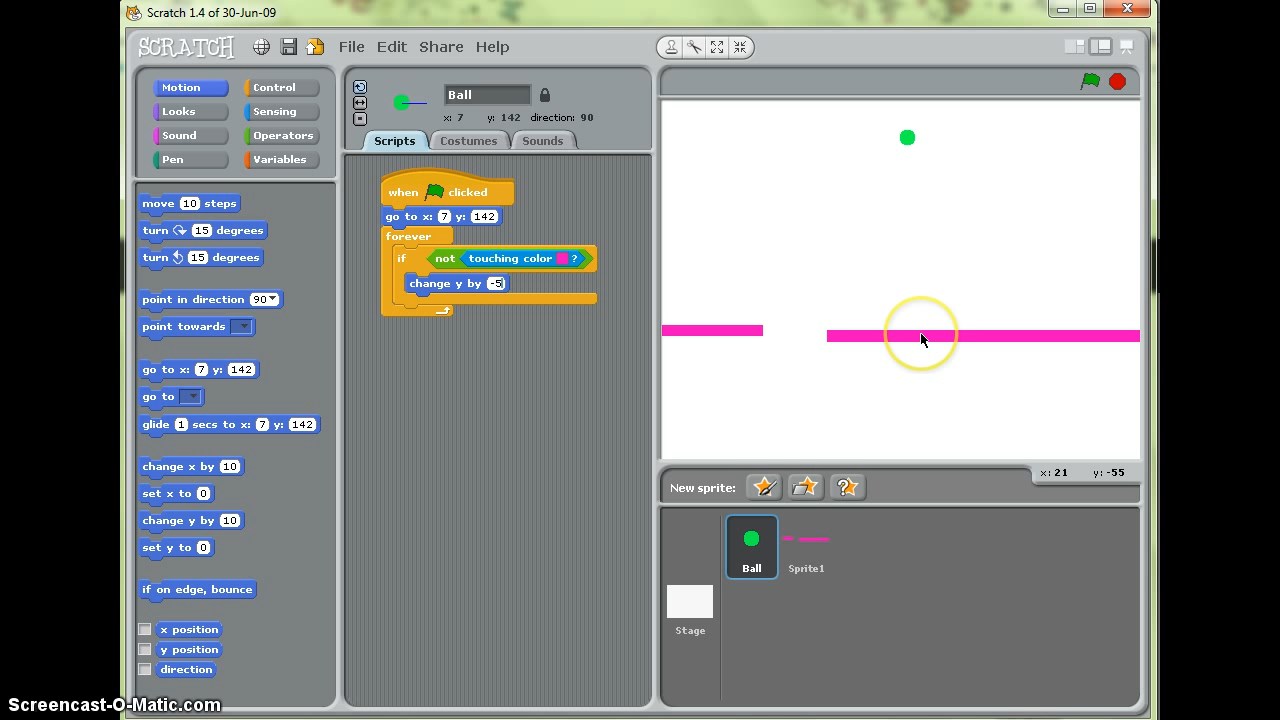 Scratch 1.4 of 30-Jun-09
SCRATCH File Edit Share Help
Motion Control
Looks Sensing
Sound Operators
Pen Variables
move 10 steps
turn 15 degrees
turn 15 degrees
point in direction 90
point towards
go to x: 7 y: 142
go to
glide 1 secs to x: 7 y: 142
change x by 10
set x to 0
change y by 10
set y to 0
if on edge, bounce
x position
y position
direction
Ball
x: 7 y: 142 direction: 90
Scripts Costumes Sounds
when clicked
go to x: 7 y: 142
forever
if not touching color ?
change y by -5
x: 21 y: -55
New sprite:
Ball Sprite1
Stage
Screencast-O-Matic.com